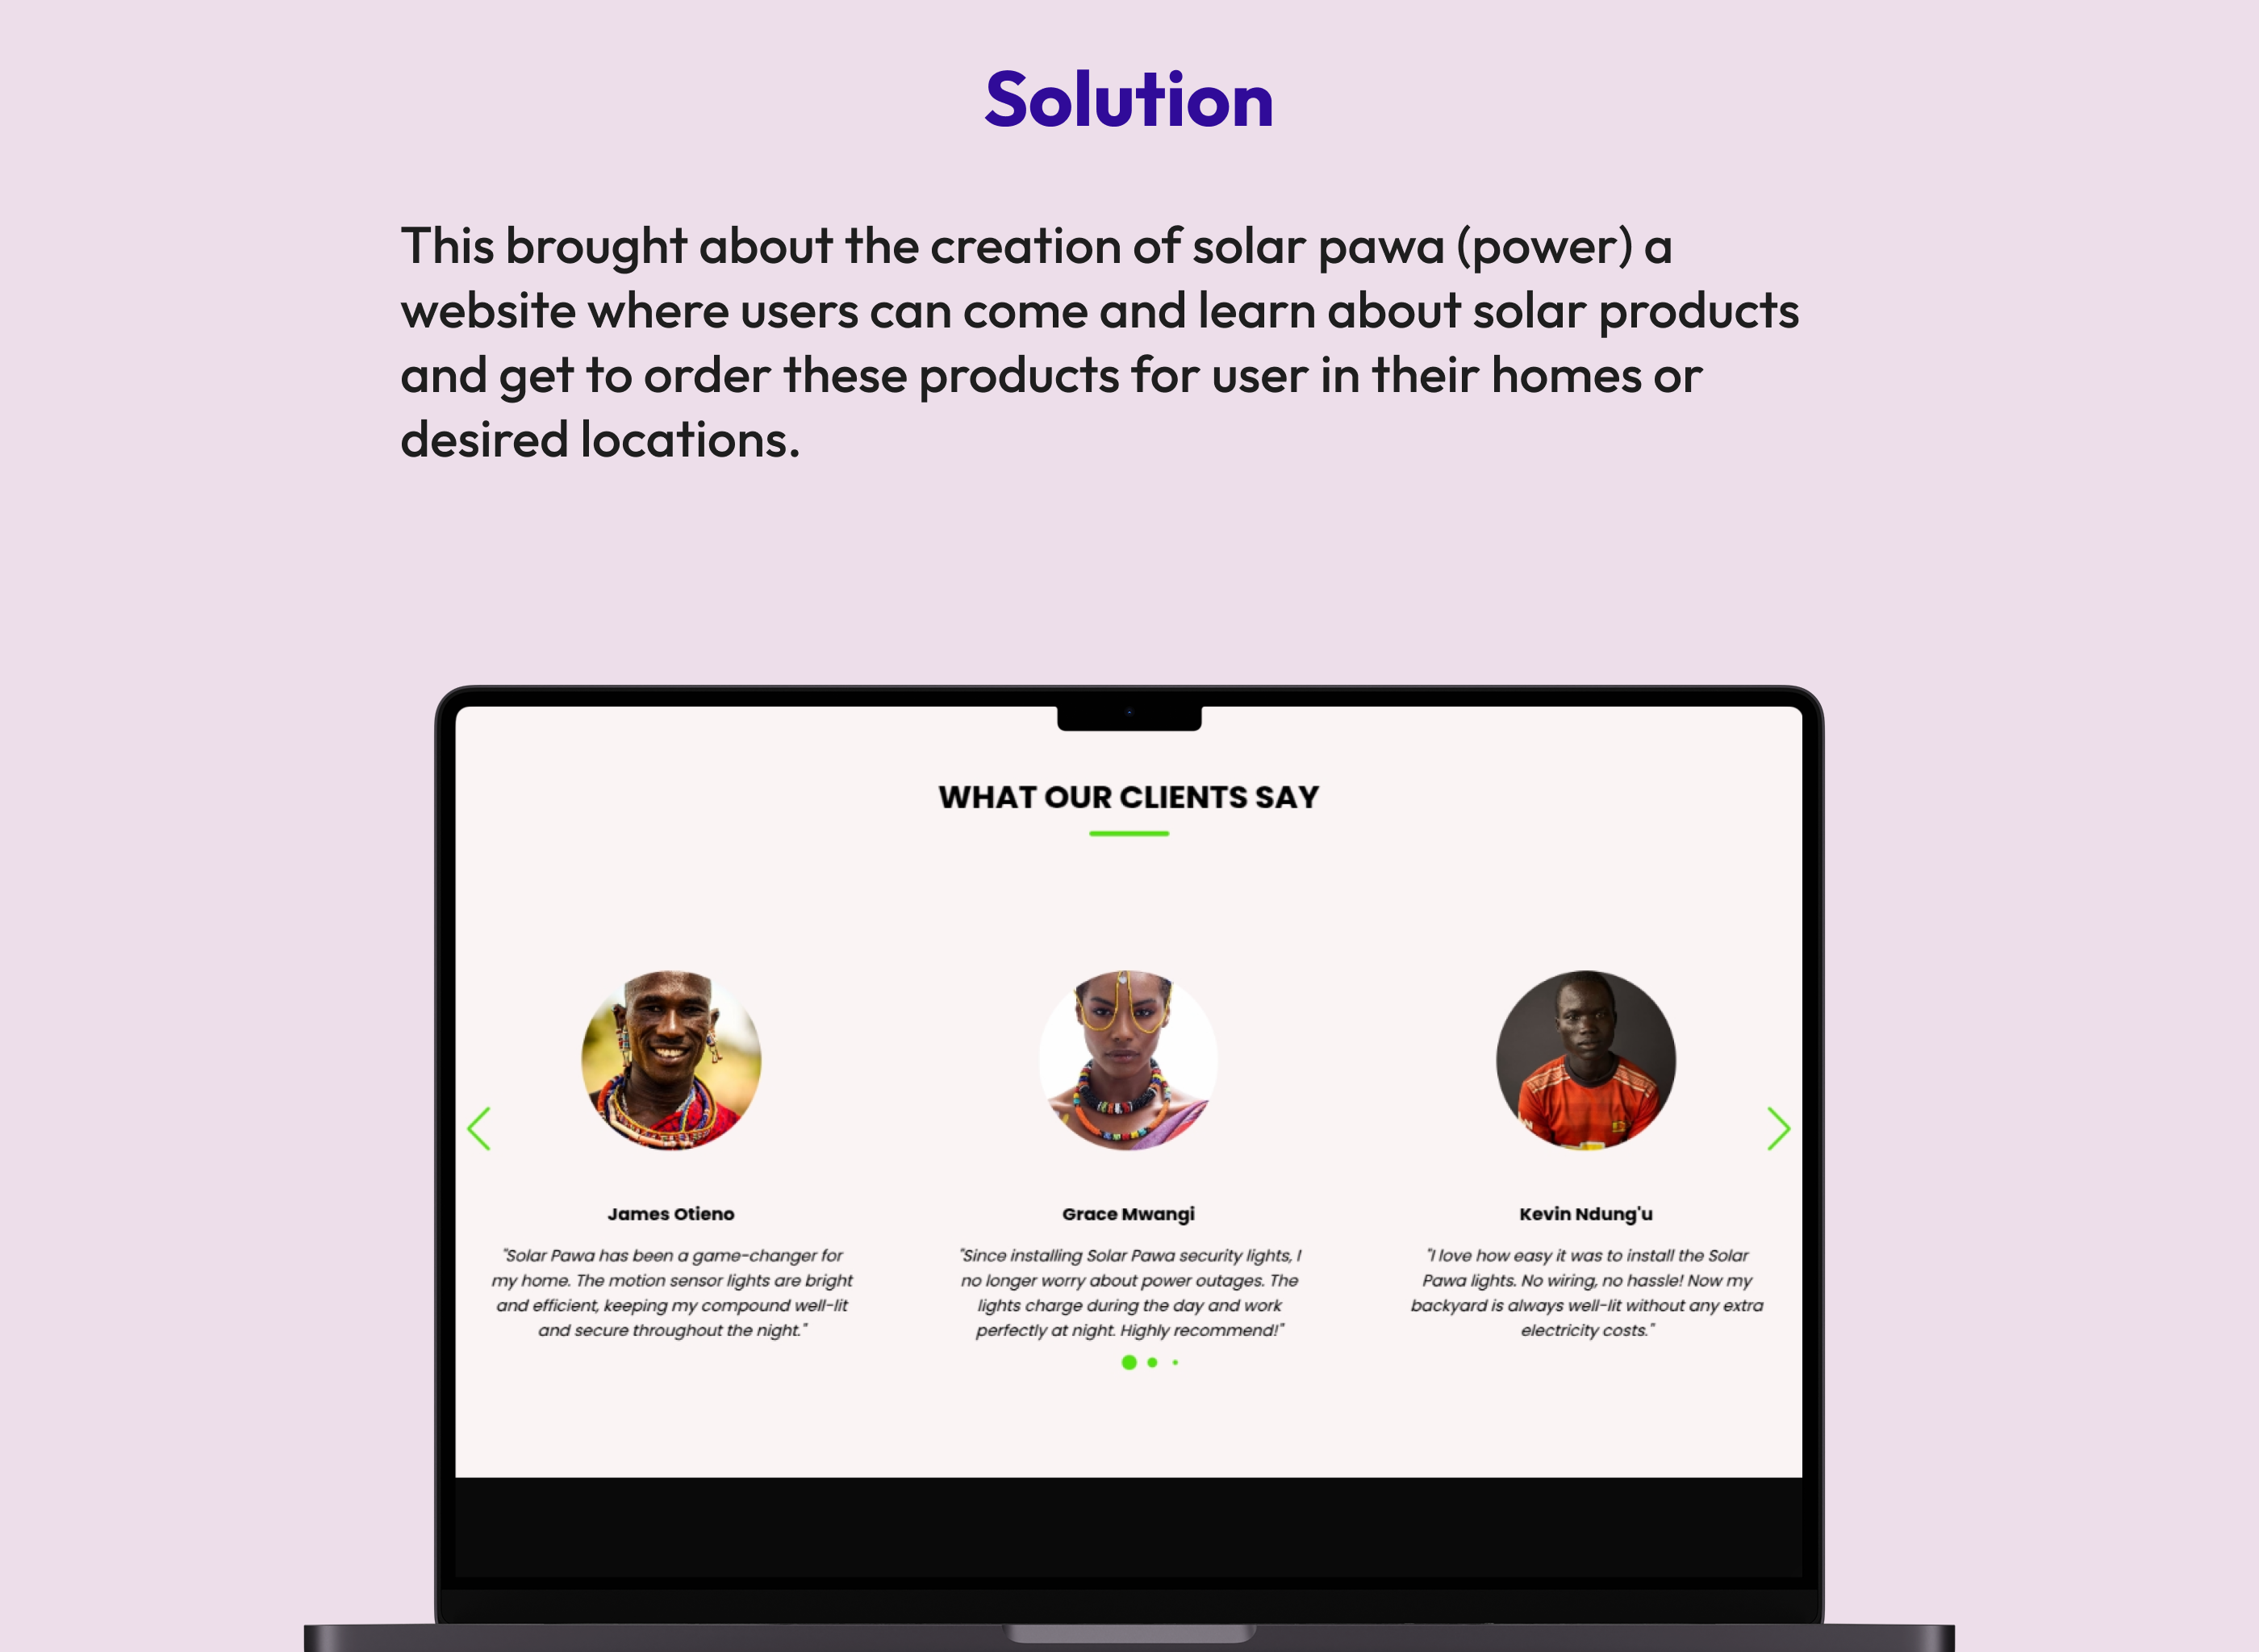 Solution
This brought about the creation of solar pawa (power) a
website where users can come and learn about solar products
and get to order these products for user in their homes or
desired locations.
WHAT OUR CLIENTS SAY
James Otieno
"Solar Pawa has been a game-changer for
my home. The motion sensor lights are bright
and efficient, keeping my compound well-lit
and secure throughout the night."
Grace Mwangi
"Since installing Solar Pawa security lights, I
no longer worry about power outages. The
lights charge during the day and work
perfectly at night. Highly recommend!"
Kevin Ndung'u
"I love how easy it was to install the Solar
Pawa lights. No wiring, no hassle! Now my
backyard is always well-lit without any extra
electricity costs."